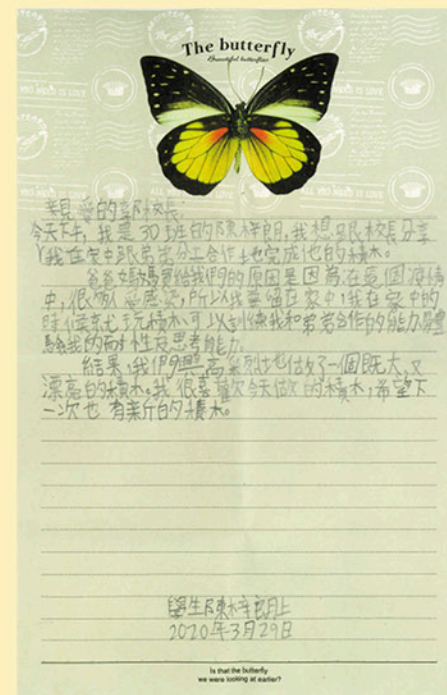 The butterfly
Beautiful butterflies
親愛的鄧校長:
今天下午,我是3D班的陳梓朗,我想跟校長分享
我在家中跟弟弟分工合作地完成他的積木。
爸爸媽媽買給我們的原因是因為在這個疫情
中,很多人感染,所以我要留在家中,我在家中的
時候就玩積木,可以訓練我和弟弟合作的能力
驗我的耐性及思考能力。
結果,我們興高采烈地做了一個既大,又
漂亮的積木。我很喜歡今天做的積木,希望下
一次也有新的積木。
學生陳梓朗上
2020年3月29日
Is that the butterfly
we were looking at earlier?